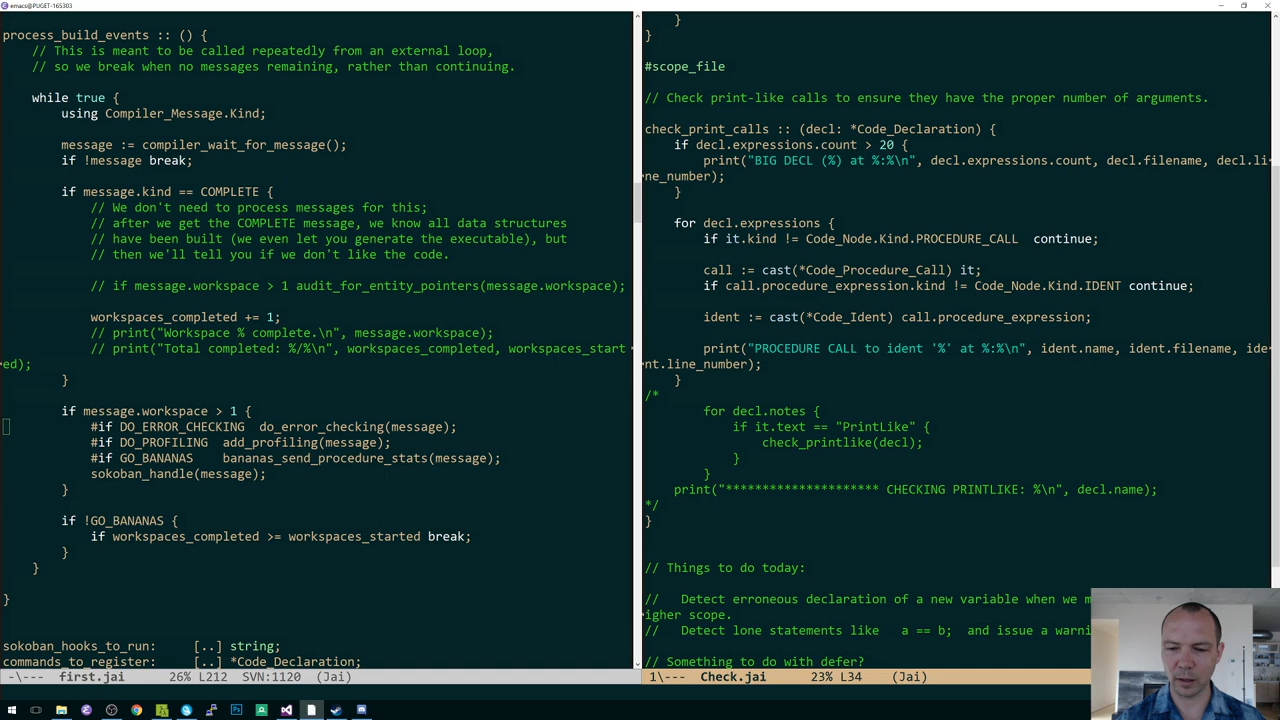 emacs@PUGET-165303
process_build_events :: () {
// This is meant to be called repeatedly from an external loop,
// so we break when no messages remaining, rather than continuing.
while true {
using Compiler_Message.Kind;
message := compiler_wait_for_message();
if !message break;
if message.kind == COMPLETE {
// We don't need to process messages for this;
// after we get the COMPLETE message, we know all data structures
// have been built (we even let you generate the executable), but
// then we'll tell you if we don't like the code.
// if message.workspace > 1 audit_for_entity_pointers(message.workspace);
workspaces_completed += 1;
// print("Workspace % complete.\n", message.workspace);
// print("Total completed: %/%\n", workspaces_completed, workspaces_start
ed);
}
if message.workspace > 1 {
#if DO_ERROR_CHECKING do_error_checking(message);
#if DO_PROFILING add_profiling(message);
#if GO_BANANAS bananas_send_procedure_stats(message);
sokoban_handle(message);
}
if !GO_BANANAS {
if workspaces_completed >= workspaces_started break;
}
}
}
sokoban_hooks_to_run: [..] string;
commands_to_register: [..] *Code_Declaration;
-\--- first.jai 26% L212 SVN:1120 (Jai)
}
}
#scope_file
// Check print-like calls to ensure they have the proper number of arguments.
check_print_calls :: (decl: *Code_Declaration) {
if decl.expressions.count > 20 {
print("BIG DECL (%) at %:%\n", decl.expressions.count, decl.filename, decl.li
ne_number);
}
for decl.expressions {
if it.kind != Code_Node.Kind.PROCEDURE_CALL continue;
call := cast(*Code_Procedure_Call) it;
if call.procedure_expression.kind != Code_Node.Kind.IDENT continue;
ident := cast(*Code_Ident) call.procedure_expression;
print("PROCEDURE CALL to ident '%' at %:%\n", ident.name, ident.filename, ide
nt.line_number);
}
/*
for decl.notes {
if it.text == "PrintLike" {
check_printlike(decl);
}
}
print("********************* CHECKING PRINTLIKE: %\n", decl.name);
*/
}
// Things to do today:
// Detect erroneous declaration of a new variable when we m
igher scope.
// Detect lone statements like a == b; and issue a warni
// Something to do with defer?
1\--- Check.jai 23% L34 (Jai)